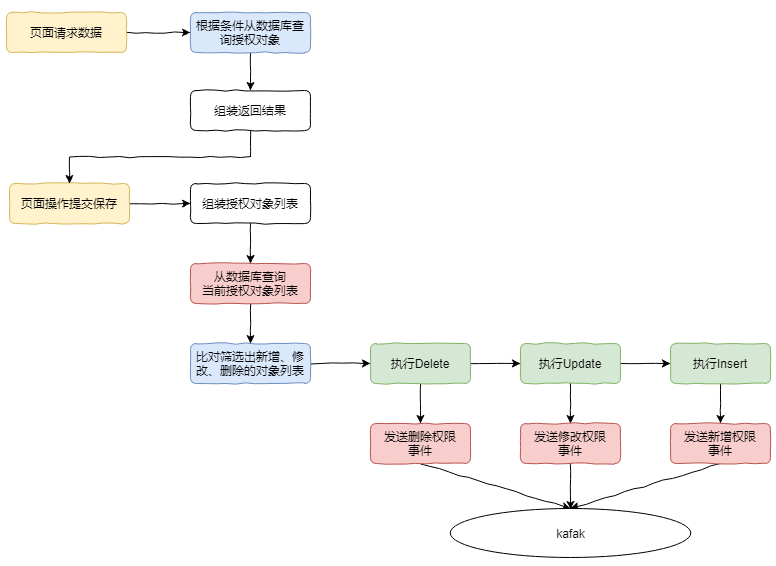 页面请求数据
根据条件从数据库查
询授权对象
组装返回结果
页面操作提交保存
组装授权对象列表
从数据库查询
当前授权对象列表
比对筛选出新增、修
改、删除的对象列表
执行Delete
执行Update
执行Insert
发送删除权限
事件
发送修改权限
事件
发送新增权限
事件
kafak